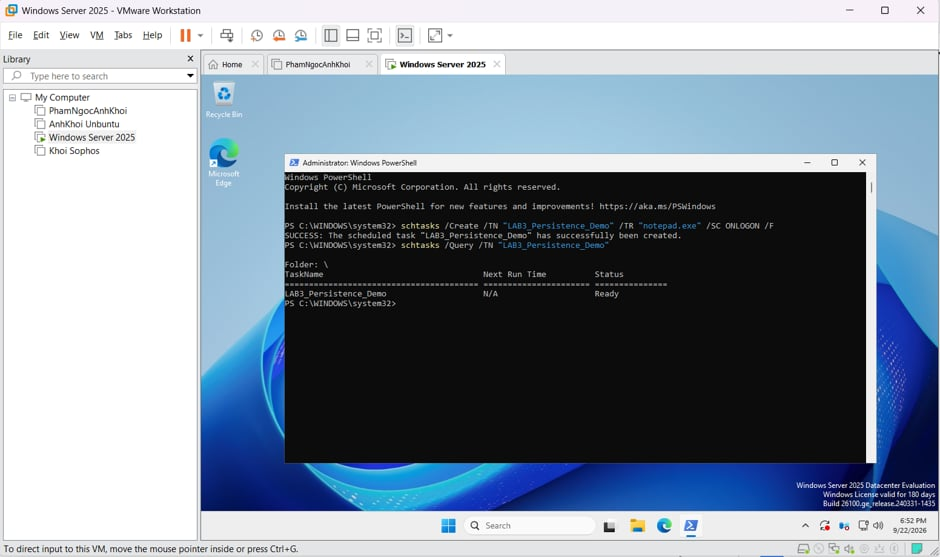 Windows Server 2025 - VMware Workstation
File Edit View VM Tabs Help
Library
Type here to search
My Computer
PhamNgocAnhKhoi
AnhKhoi Unbuntu
Windows Server 2025
Khoi Sophos
Home PhamNgocAnhKhoi Windows Server 2025
Recycle Bin
Microsoft
Edge
Administrator: Windows PowerShell
Windows PowerShell
Copyright (C) Microsoft Corporation. All rights reserved.
Install the latest PowerShell for new features and improvements! https://aka.ms/PSWindows
PS C:\WINDOWS\system32> schtasks /Create /TN "LAB3_Persistence_Demo" /TR "notepad.exe" /SC ONLOGON /F
SUCCESS: The scheduled task "LAB3_Persistence_Demo" has successfully been created.
PS C:\WINDOWS\system32> schtasks /Query /TN "LAB3_Persistence_Demo"
Folder: \
TaskName Next Run Time Status
======================================== ====================== ===============
LAB3_Persistence_Demo N/A Ready
PS C:\WINDOWS\system32>
Windows Server 2025 Datacenter Evaluation
Windows License valid for 180 days
Build 26100.ge_release.240331-1435
Search
6:52 PM
9/22/2026
To direct input to this VM, move the mouse pointer inside or press Ctrl+G.